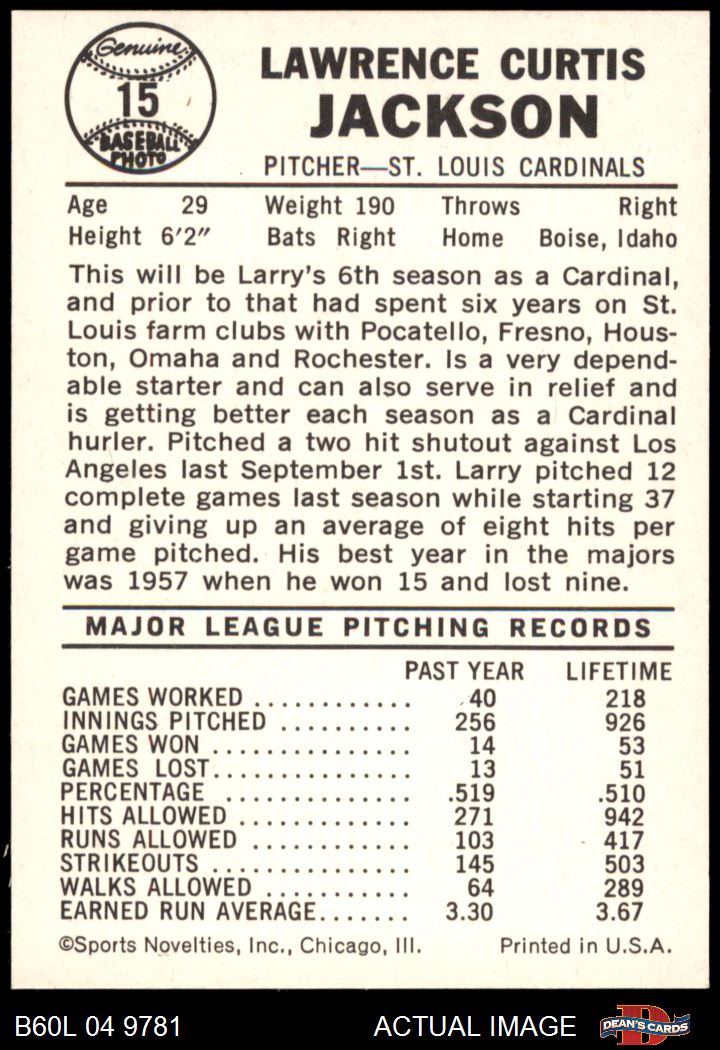 Genuine
15
BASEBALL
PHOTO
LAWRENCE CURTIS
JACKSON
PITCHER—ST. LOUIS CARDINALS
Age 29 Weight 190 Throws Right
Height 6'2" Bats Right Home Boise, Idaho
This will be Larry's 6th season as a Cardinal,
and prior to that had spent six years on St.
Louis farm clubs with Pocatello, Fresno, Hous-
ton, Omaha and Rochester. Is a very depend-
able starter and can also serve in relief and
is getting better each season as a Cardinal
hurler. Pitched a two hit shutout against Los
Angeles last September 1st. Larry pitched 12
complete games last season while starting 37
and giving up an average of eight hits per
game pitched. His best year in the majors
was 1957 when he won 15 and lost nine.
MAJOR LEAGUE PITCHING RECORDS
PAST YEAR LIFETIME
GAMES WORKED ............ 40 218
INNINGS PITCHED .......... 256 926
GAMES WON ............... 14 53
GAMES LOST............... 13 51
PERCENTAGE .............. .519 .510
HITS ALLOWED ............ 271 942
RUNS ALLOWED ............ 103 417
STRIKEOUTS ............... 145 503
WALKS ALLOWED ........... 64 289
EARNED RUN AVERAGE....... 3.30 3.67
©Sports Novelties, Inc., Chicago, Ill. Printed in U.S.A.
B60L 04 9781 ACTUAL IMAGE DEAN'S CARDS